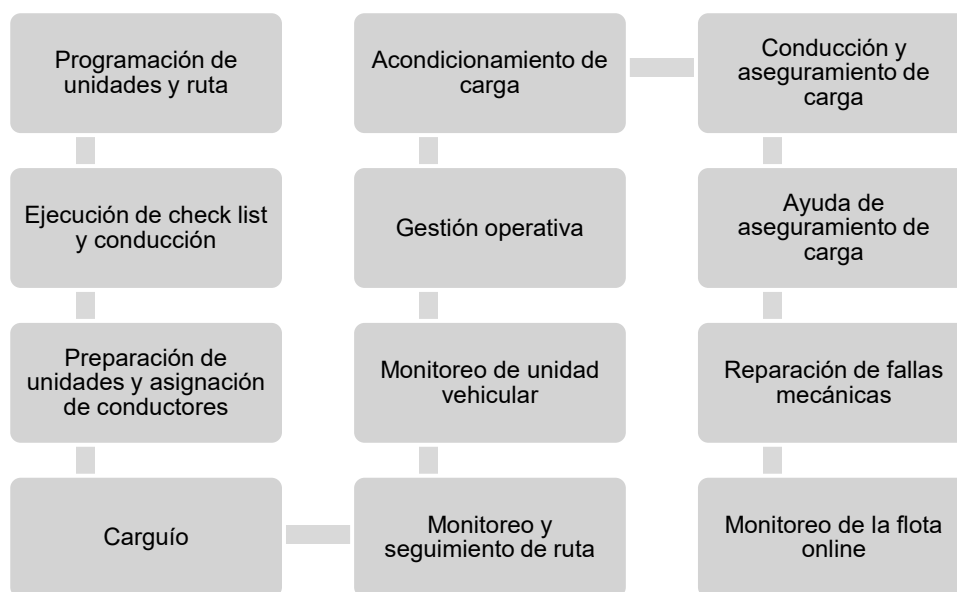 Programación de
unidades y ruta
Ejecución de check list
y conducción
Preparación de
unidades y asignación
de conductores
Carguío
Monitoreo y
seguimiento de ruta
Monitoreo de unidad
vehicular
Gestión operativa
Acondicionamiento de
carga
Conducción y
aseguramiento de
carga
Ayuda de
aseguramiento de
carga
Reparación de fallas
mecánicas
Monitoreo de la flota
online